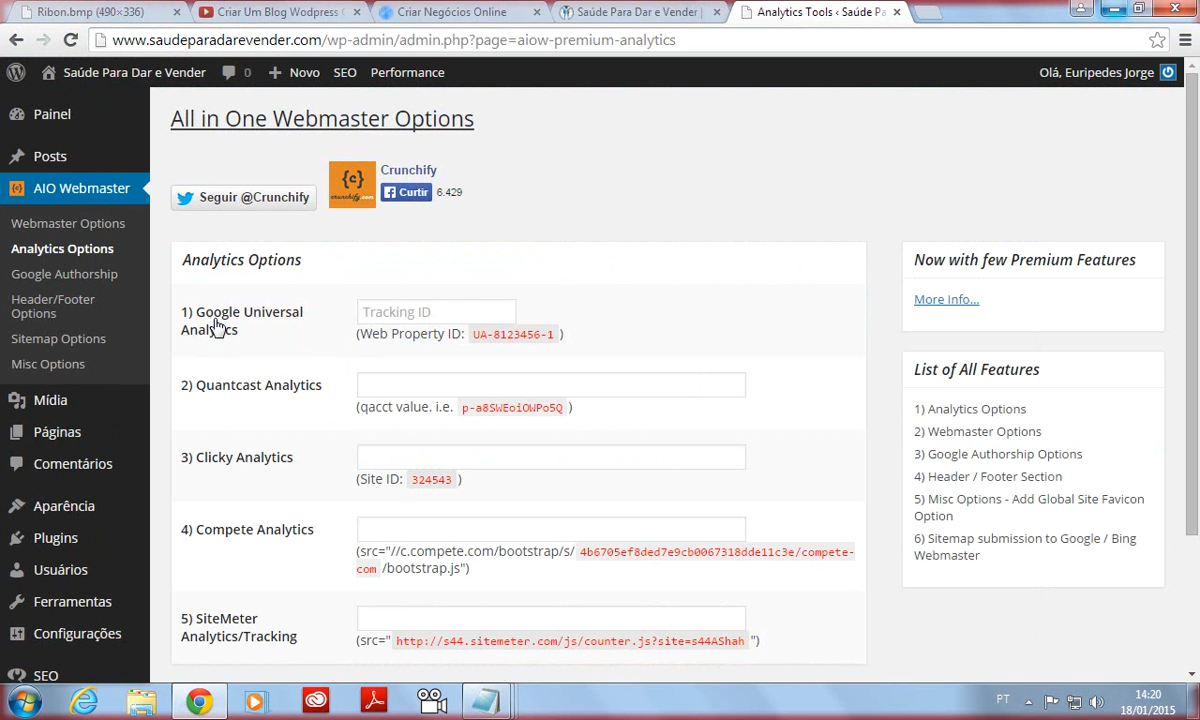 Ribon.bmp (490×336)
Criar Um Blog Wodpress C
Criar Negócios Online
Saúde Para Dar e Vender |
Analytics Tools ‹ Saúde Pa
www.saudeparadarevender.com/wp-admin/admin.php?page=aiow-premium-analytics
Saúde Para Dar e Vender
0
Novo
SEO
Performance
Olá, Euripedes Jorge
Painel
Posts
AIO Webmaster
Webmaster Options
Analytics Options
Google Authorship
Header/Footer
Options
Sitemap Options
Misc Options
Mídia
Páginas
Comentários
Aparência
Plugins
Usuários
Ferramentas
Configurações
SEO
All in One Webmaster Options
Seguir @Crunchify
{c}
crunchify.com
Crunchify
Curtir
6.429
Analytics Options
1) Google Universal
Analytics
Tracking ID
(Web Property ID: UA-8123456-1 )
2) Quantcast Analytics
(qacct value. i.e. p-a8SWEoiOWPo5Q )
3) Clicky Analytics
(Site ID: 324543 )
4) Compete Analytics
(src="//c.compete.com/bootstrap/s/ 4b6705ef8ded7e9cb0067318dde11c3e/compete-
com /bootstrap.js")
5) SiteMeter
Analytics/Tracking
(src=" http://s44.sitemeter.com/js/counter.js?site=s44AShah ")
Now with few Premium Features
More Info...
List of All Features
1) Analytics Options
2) Webmaster Options
3) Google Authorship Options
4) Header / Footer Section
5) Misc Options - Add Global Site Favicon
Option
6) Sitemap submission to Google / Bing
Webmaster
PT
14:20
18/01/2015